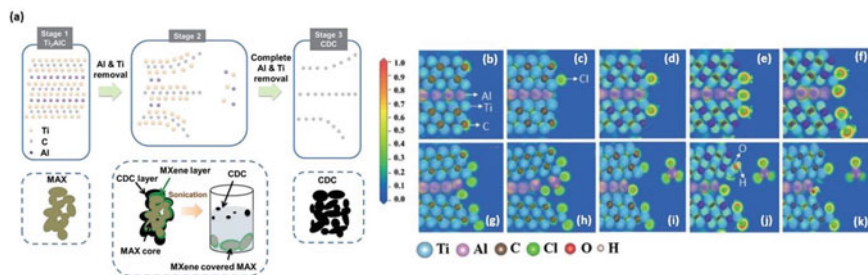 (a)
Stage 1
Ti₂AlC
Al & Ti
removal
Stage 2
Complete
Al & Ti
removal
Stage 3
CDC
Ti
C
Al
MAX
CDC layer
MXene layer
MAX core
Sonication
CDC
MXene covered MAX
CDC
1.0
0.9
0.8
0.7
0.6
0.5
0.4
0.3
0.2
0.1
0.0
(b)
Al
Ti
C
(c)
Cl
(d)
(e)
(f)
(g)
(h)
(i)
(j)
O
H
(k)
Ti Al C Cl O H